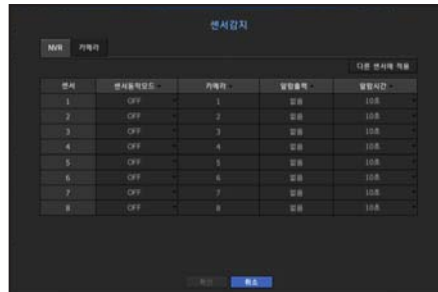 센서감지
NVR 카메라
다른 센서에 적용
센서 센서동작모드 카메라 알람출력 알람시간
1 OFF 1 없음 10초
2 OFF 2 없음 10초
3 OFF 3 없음 10초
4 OFF 4 없음 10초
5 OFF 5 없음 10초
6 OFF 6 없음 10초
7 OFF 7 없음 10초
8 OFF 8 없음 10초
확인 취소